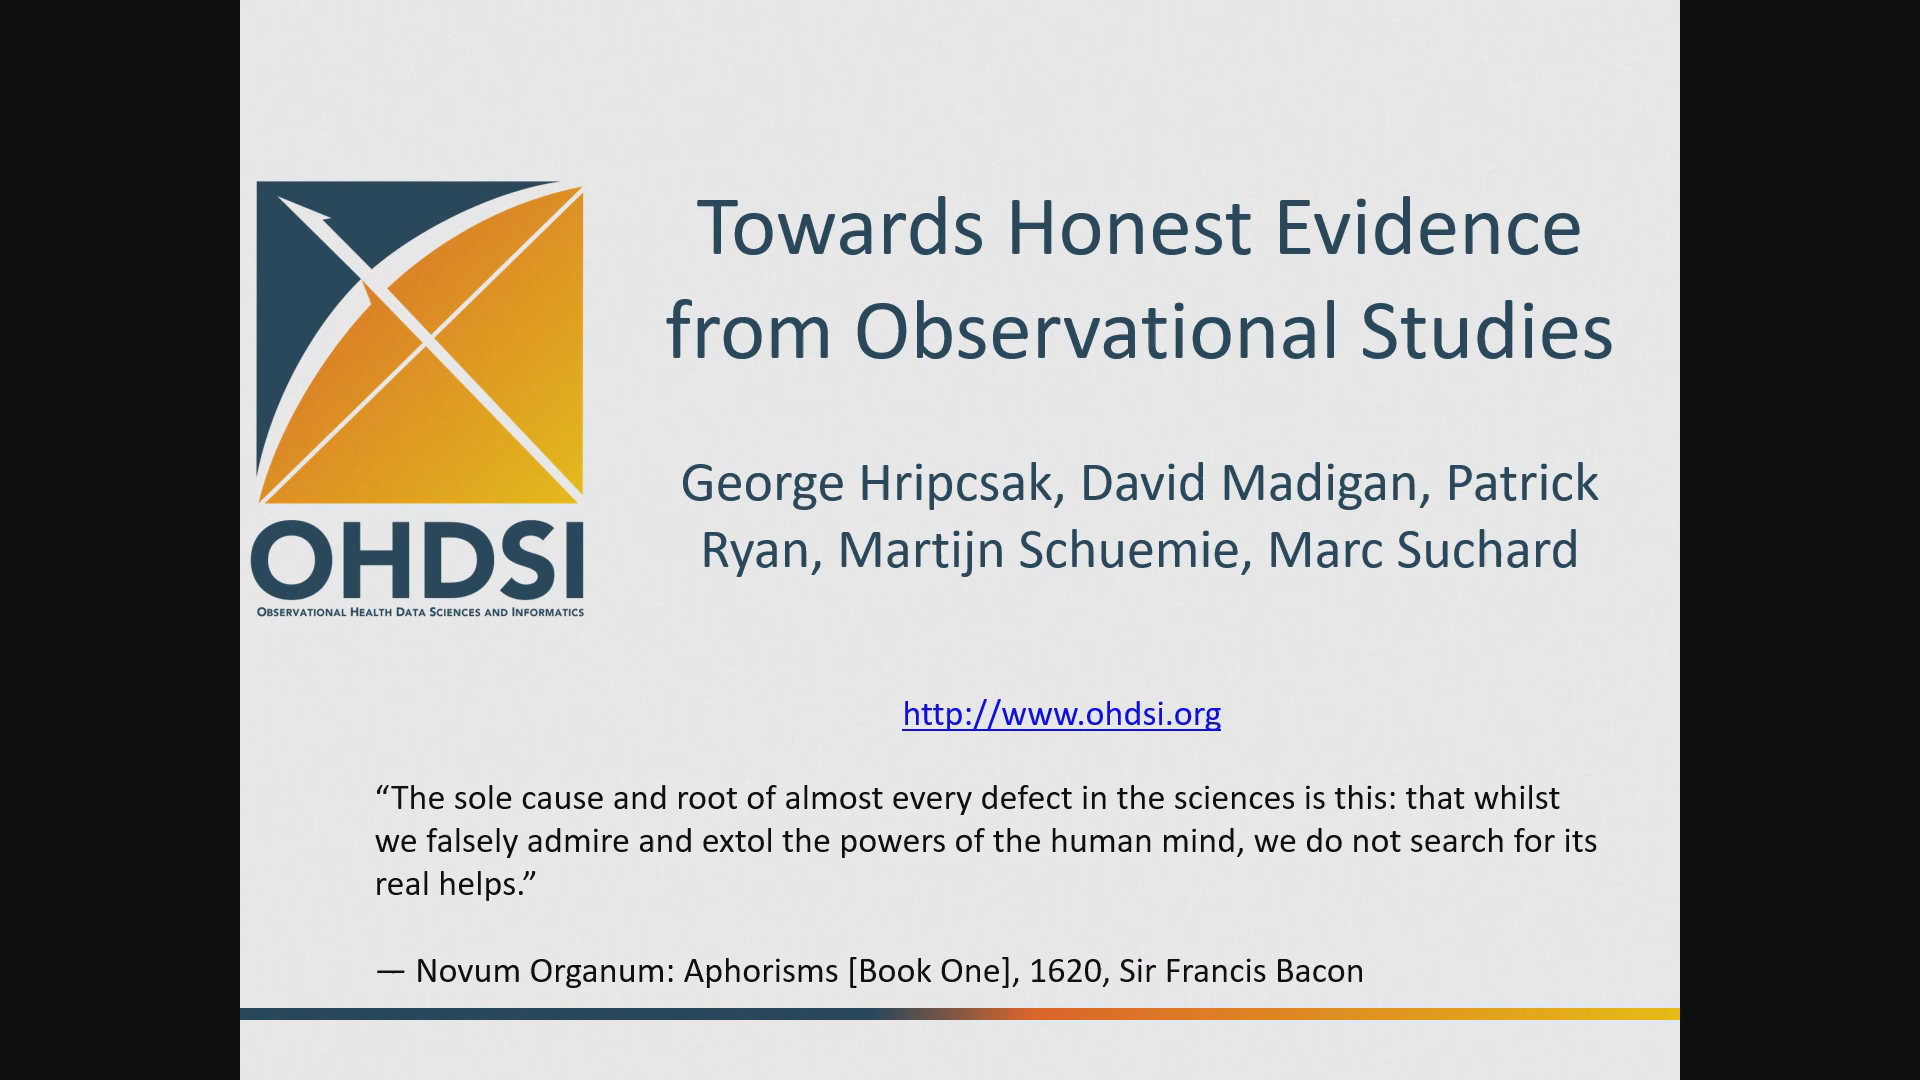 Towards Honest Evidence
from Observational Studies
George Hripcsak, David Madigan, Patrick
Ryan, Martijn Schuemie, Marc Suchard
OHDSI
OBSERVATIONAL HEALTH DATA SCIENCES AND INFORMATICS
http://www.ohdsi.org
“The sole cause and root of almost every defect in the sciences is this: that whilst
we falsely admire and extol the powers of the human mind, we do not search for its
real helps.”
— Novum Organum: Aphorisms [Book One], 1620, Sir Francis Bacon